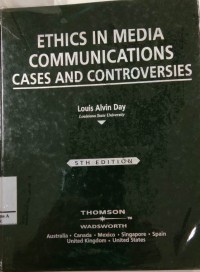 ETHICS IN MEDIA
COMMUNICATIONS
CASES AND CONTROVERSIES
Louis Alvin Day
Louisiana State University
5TH EDITION
THOMSON
WADSWORTH
Australia • Canada • Mexico • Singapore • Spain
United Kingdom • United States